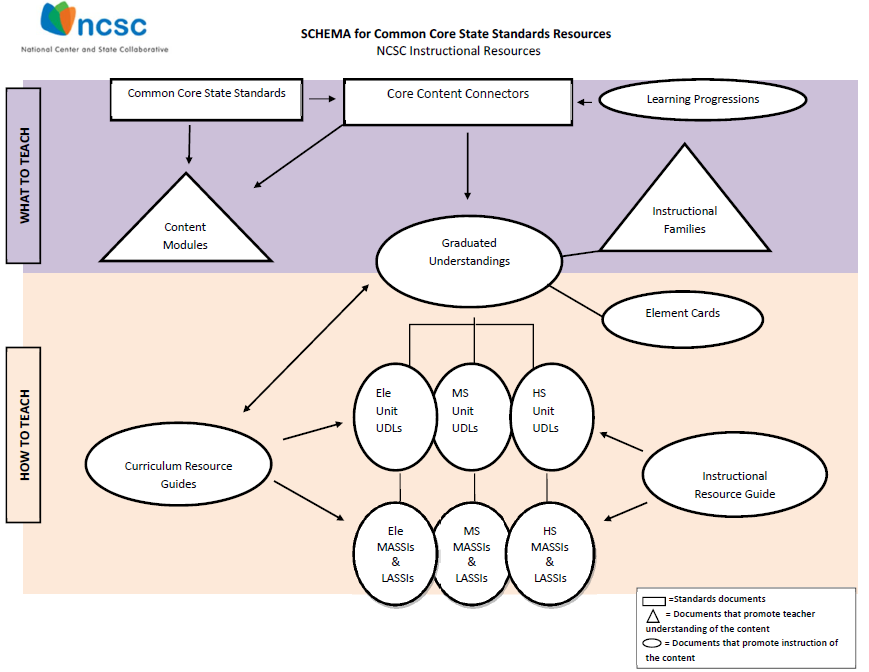 ncsc
National Center and State Collaborative
SCHEMA for Common Core State Standards Resources
NCSC Instructional Resources
WHAT TO TEACH
Common Core State Standards
Core Content Connectors
Learning Progressions
Content
Modules
Graduated
Understandings
Instructional
Families
Element Cards
HOW TO TEACH
Ele
Unit
UDLs
MS
Unit
UDLs
HS
Unit
UDLs
Curriculum Resource
Guides
Instructional
Resource Guide
Ele
MASSIs
&
LASSIs
MS
MASSIs
&
LASSIs
HS
MASSIs
&
LASSIs
=Standards documents
= Documents that promote teacher
understanding of the content
= Documents that promote instruction of
the content